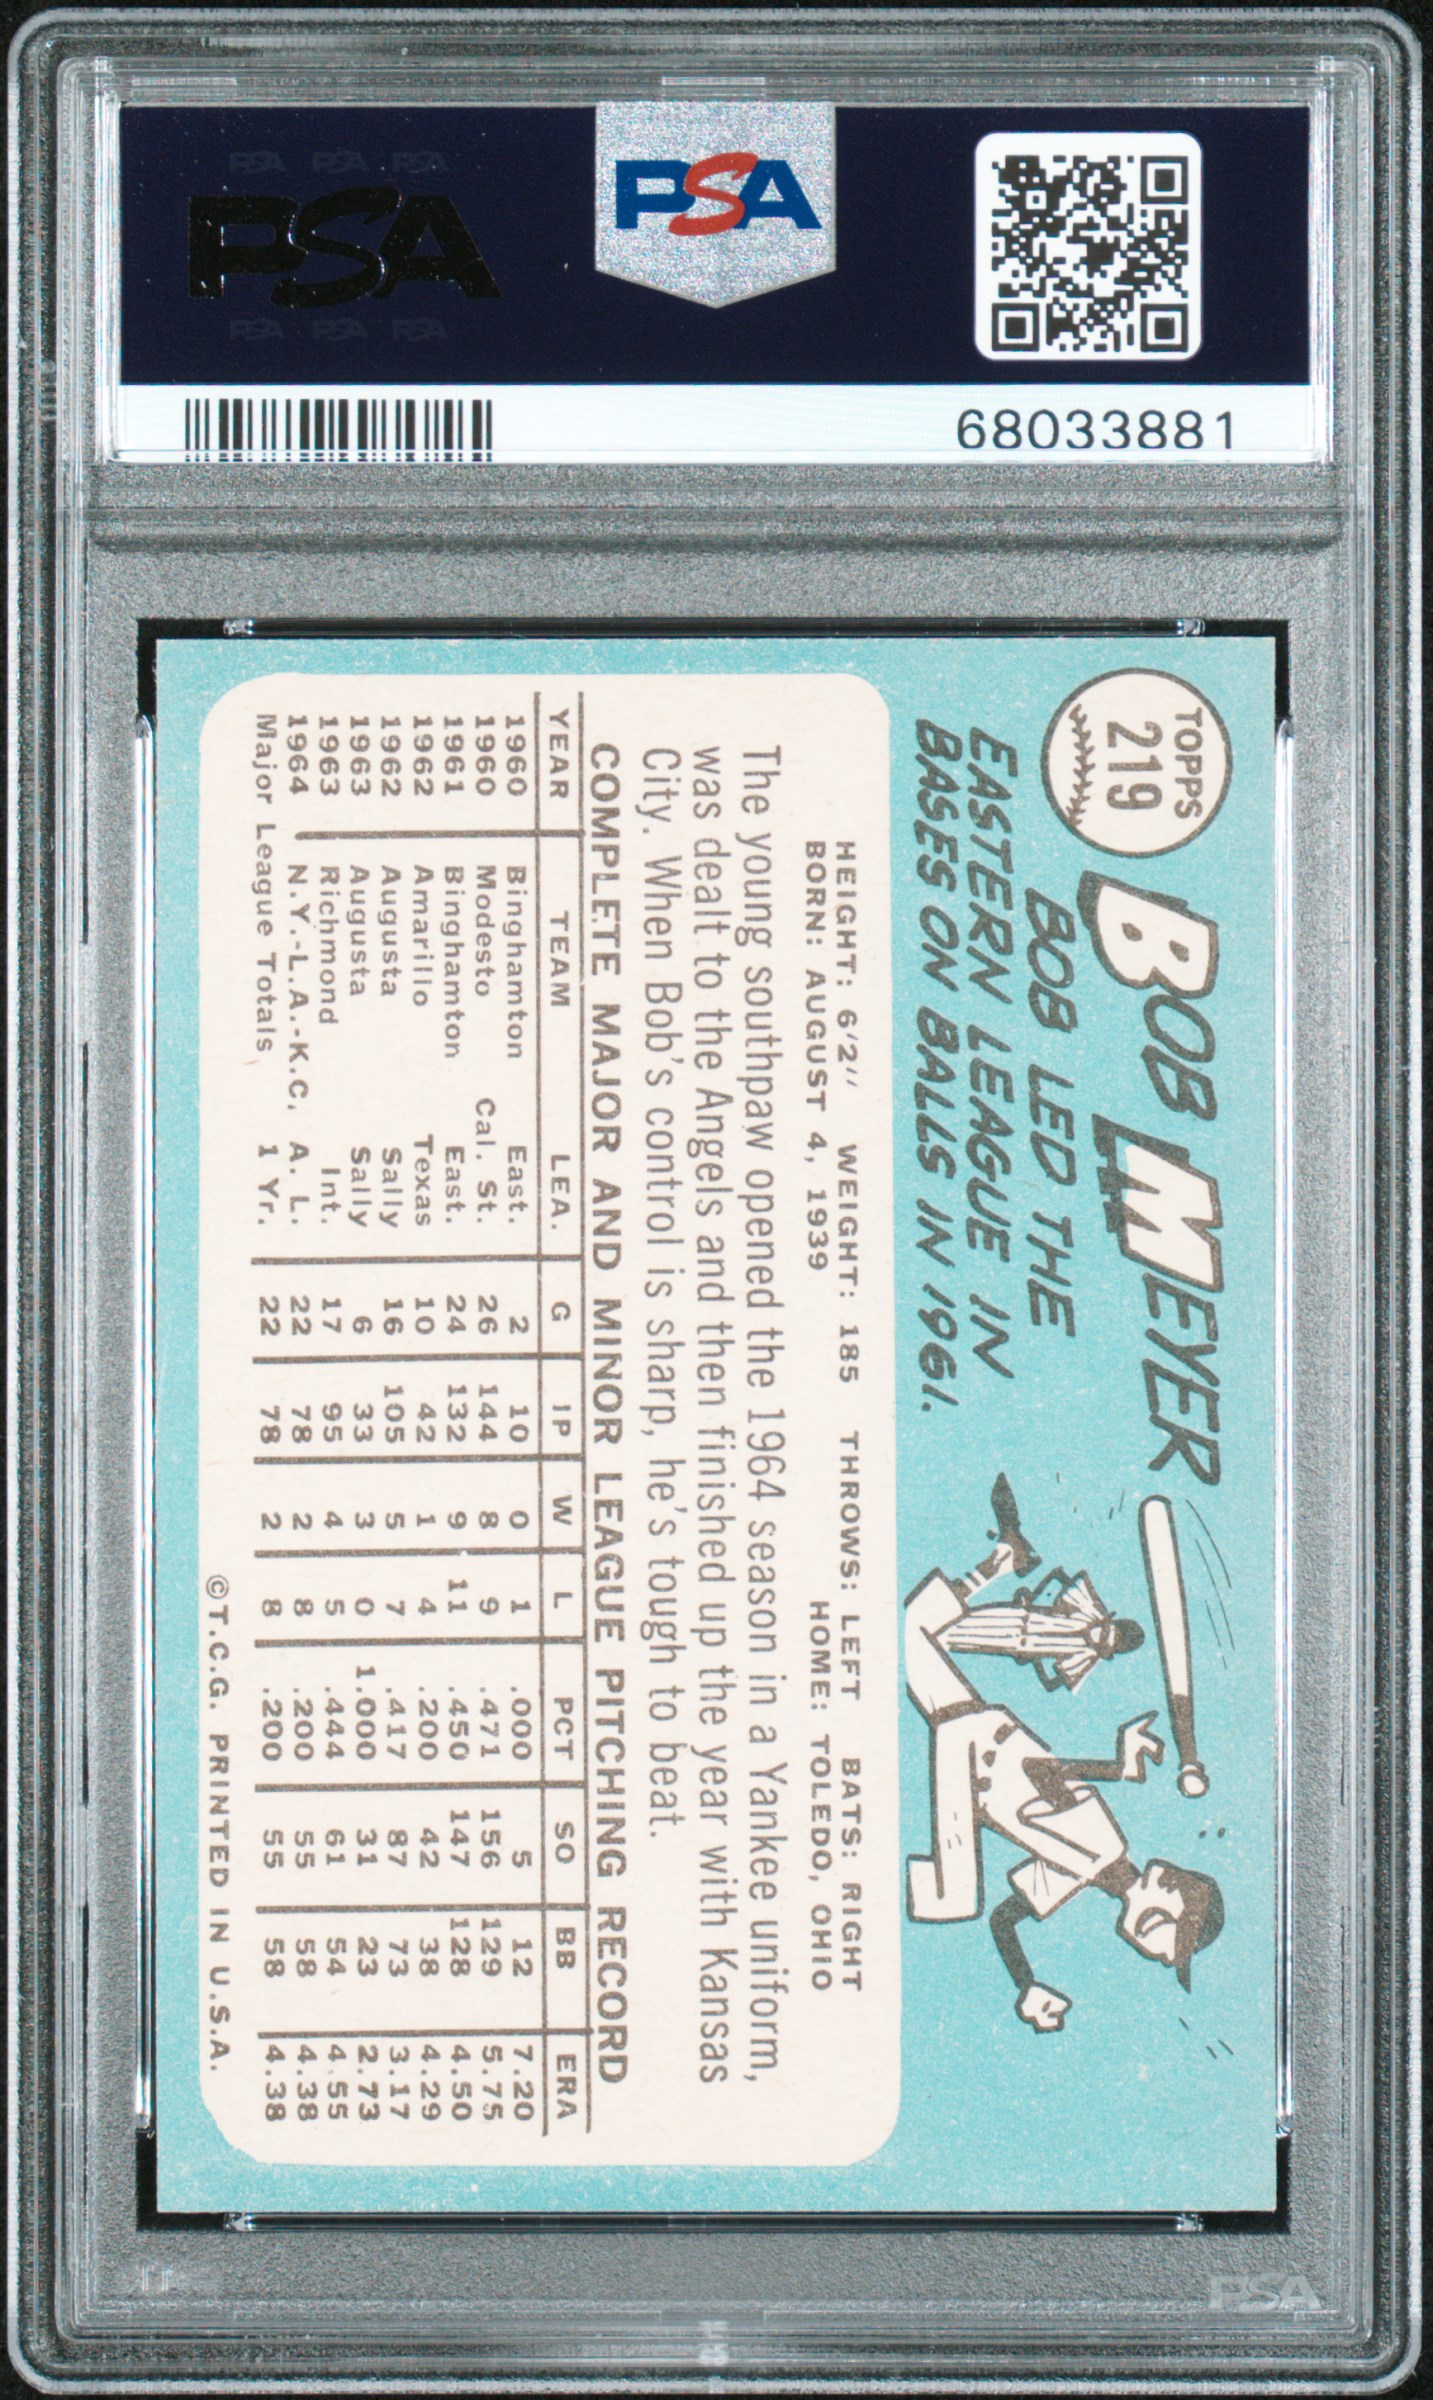 PSA PSA PSA
PSA
PSA PSA PSA
PSA
68033881
TOPPS
219
BOB MEYER
BOB LED THE
EASTERN LEAGUE IN
BASES ON BALLS IN 1961.
HEIGHT: 6'2" WEIGHT: 185 THROWS: LEFT BATS: RIGHT
BORN: AUGUST 4, 1939 HOME: TOLEDO, OHIO
The young southpaw opened the 1964 season in a Yankee uniform,
was dealt to the Angels and then finished up the year with Kansas
City. When Bob's control is sharp, he's tough to beat.
COMPLETE MAJOR AND MINOR LEAGUE PITCHING RECORD
YEAR TEAM LEA. G IP W L PCT SO BB ERA
1960 Binghamton East. 2 10 0 1 .000 5 12 7.20
1960 Modesto Cal. St. 26 144 8 9 .471 156 129 5.75
1961 Binghamton East. 24 132 9 11 .450 147 128 4.50
1962 Amarillo Texas 10 42 1 4 .200 42 38 4.29
1962 Augusta Sally 16 105 5 7 .417 87 73 3.17
1963 Augusta Sally 6 33 3 0 1.000 31 23 2.73
1963 Richmond Int. 17 95 4 5 .444 61 54 4.55
1964 N.Y.-L.A.-K.C. A. L. 22 78 2 8 .200 55 58 4.38
Major League Totals 1 Yr. 22 78 2 8 .200 55 58 4.38
©T.C.G. PRINTED IN U.S.A.
PSA